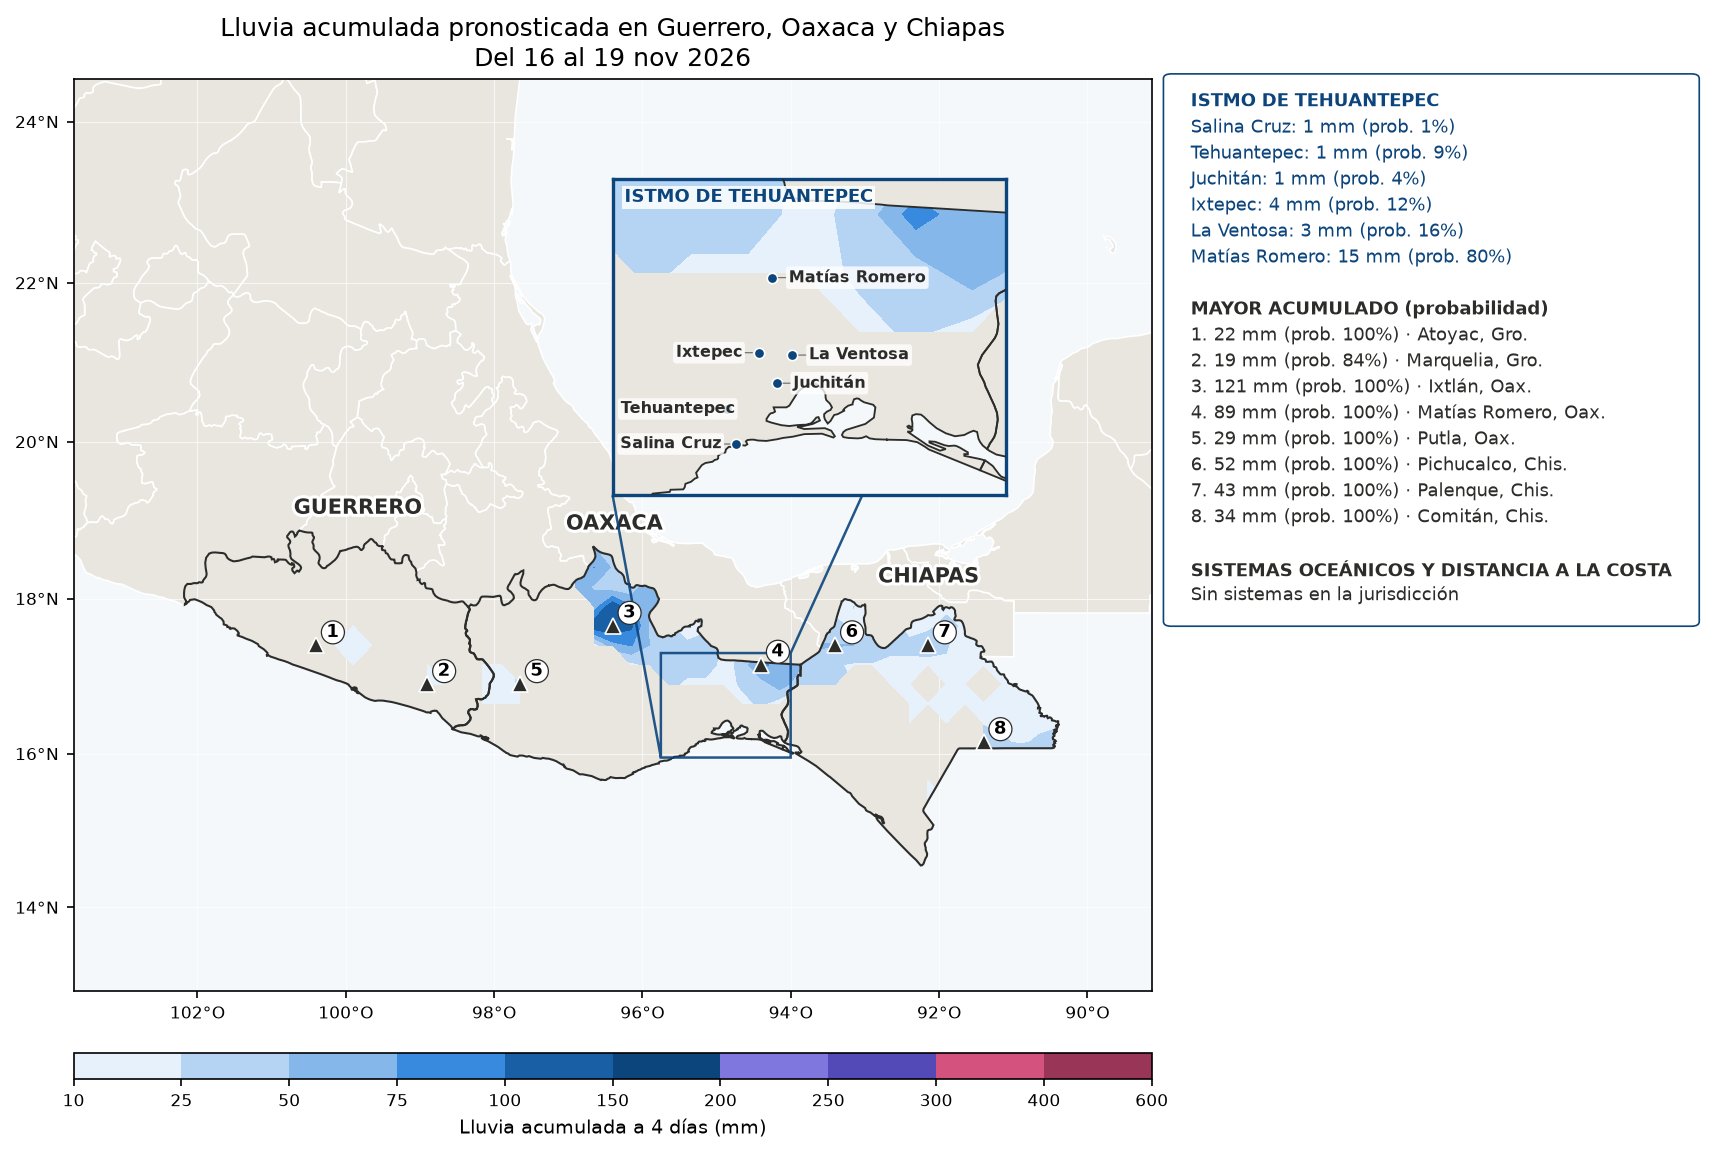 Lluvia acumulada pronosticada en Guerrero, Oaxaca y Chiapas
Del 16 al 19 nov 2026
24°N
22°N
20°N
18°N
16°N
14°N
102°O
100°O
98°O
96°O
94°O
92°O
90°O
ISTMO DE TEHUANTEPEC
Matías Romero
Ixtepec
La Ventosa
Juchitán
Tehuantepec
Salina Cruz
GUERRERO
OAXACA
CHIAPAS
1
2
3
4
5
6
7
8
ISTMO DE TEHUANTEPEC
Salina Cruz: 1 mm (prob. 1%)
Tehuantepec: 1 mm (prob. 9%)
Juchitán: 1 mm (prob. 4%)
Ixtepec: 4 mm (prob. 12%)
La Ventosa: 3 mm (prob. 16%)
Matías Romero: 15 mm (prob. 80%)
MAYOR ACUMULADO (probabilidad)
1. 22 mm (prob. 100%) · Atoyac, Gro.
2. 19 mm (prob. 84%) · Marquelia, Gro.
3. 121 mm (prob. 100%) · Ixtlán, Oax.
4. 89 mm (prob. 100%) · Matías Romero, Oax.
5. 29 mm (prob. 100%) · Putla, Oax.
6. 52 mm (prob. 100%) · Pichucalco, Chis.
7. 43 mm (prob. 100%) · Palenque, Chis.
8. 34 mm (prob. 100%) · Comitán, Chis.
SISTEMAS OCEÁNICOS Y DISTANCIA A LA COSTA
Sin sistemas en la jurisdicción
10
25
50
75
100
150
200
250
300
400
600
Lluvia acumulada a 4 días (mm)